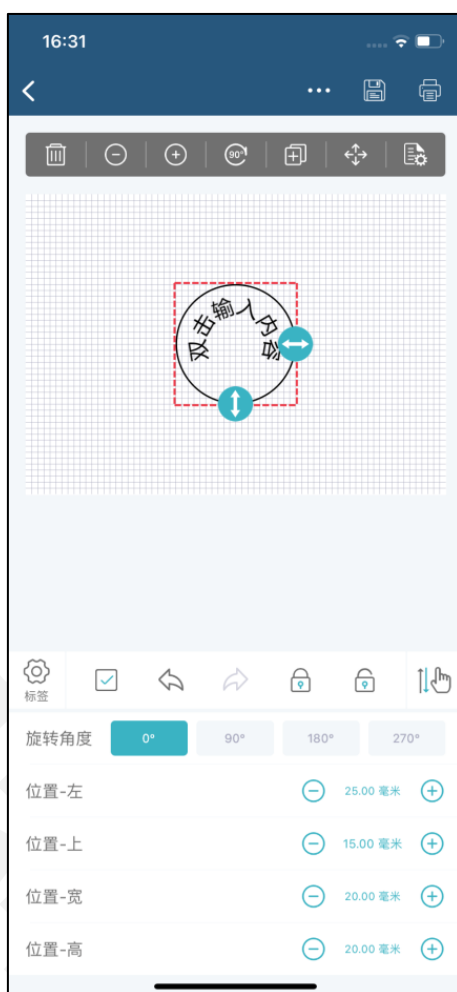 16:31
90°
双击输入内容
标签
旋转角度 0° 90° 180° 270°
位置-左 25.00 毫米
位置-上 15.00 毫米
位置-宽 20.00 毫米
位置-高 20.00 毫米